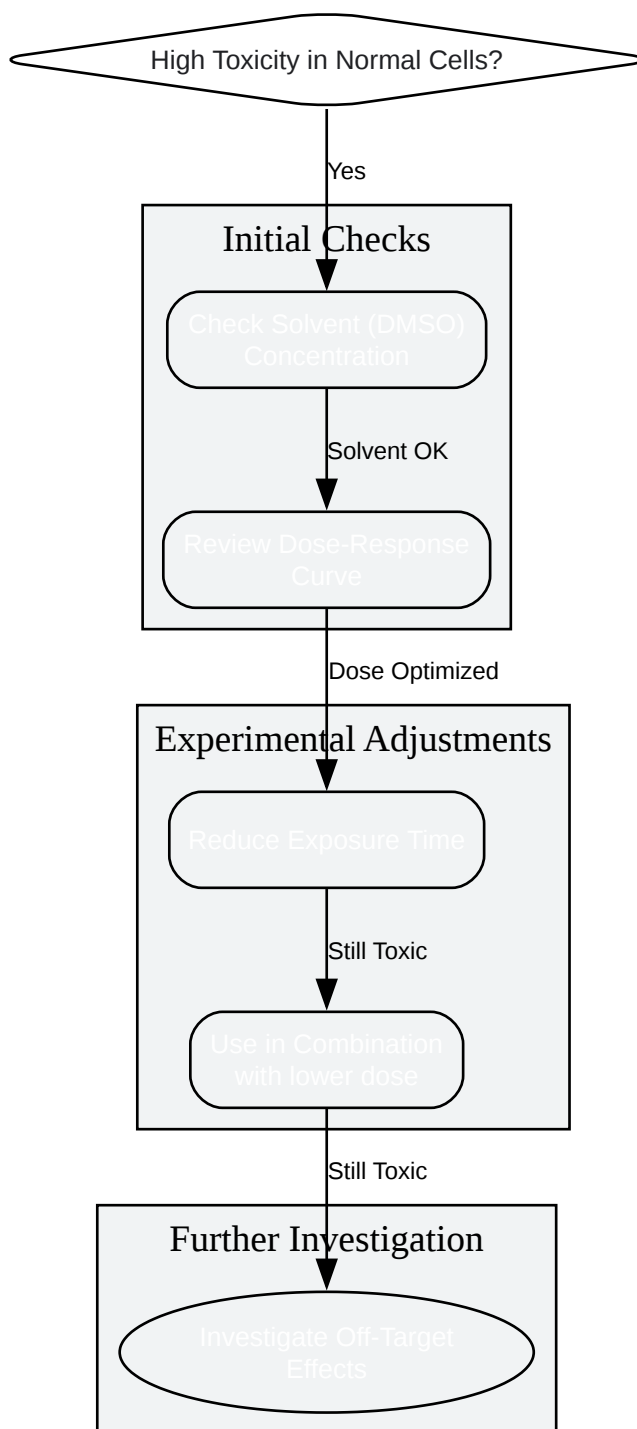 High Toxicity in Normal Cells?
Yes
Initial Checks
Check Solvent (DMSO)
Concentration
Solvent OK
Review Dose-Response
Curve
Dose Optimized
Experimental Adjustments
Reduce Exposure Time
Still Toxic
Use in Combination
with lower dose
Still Toxic
Further Investigation
Investigate Off-Target
Effects